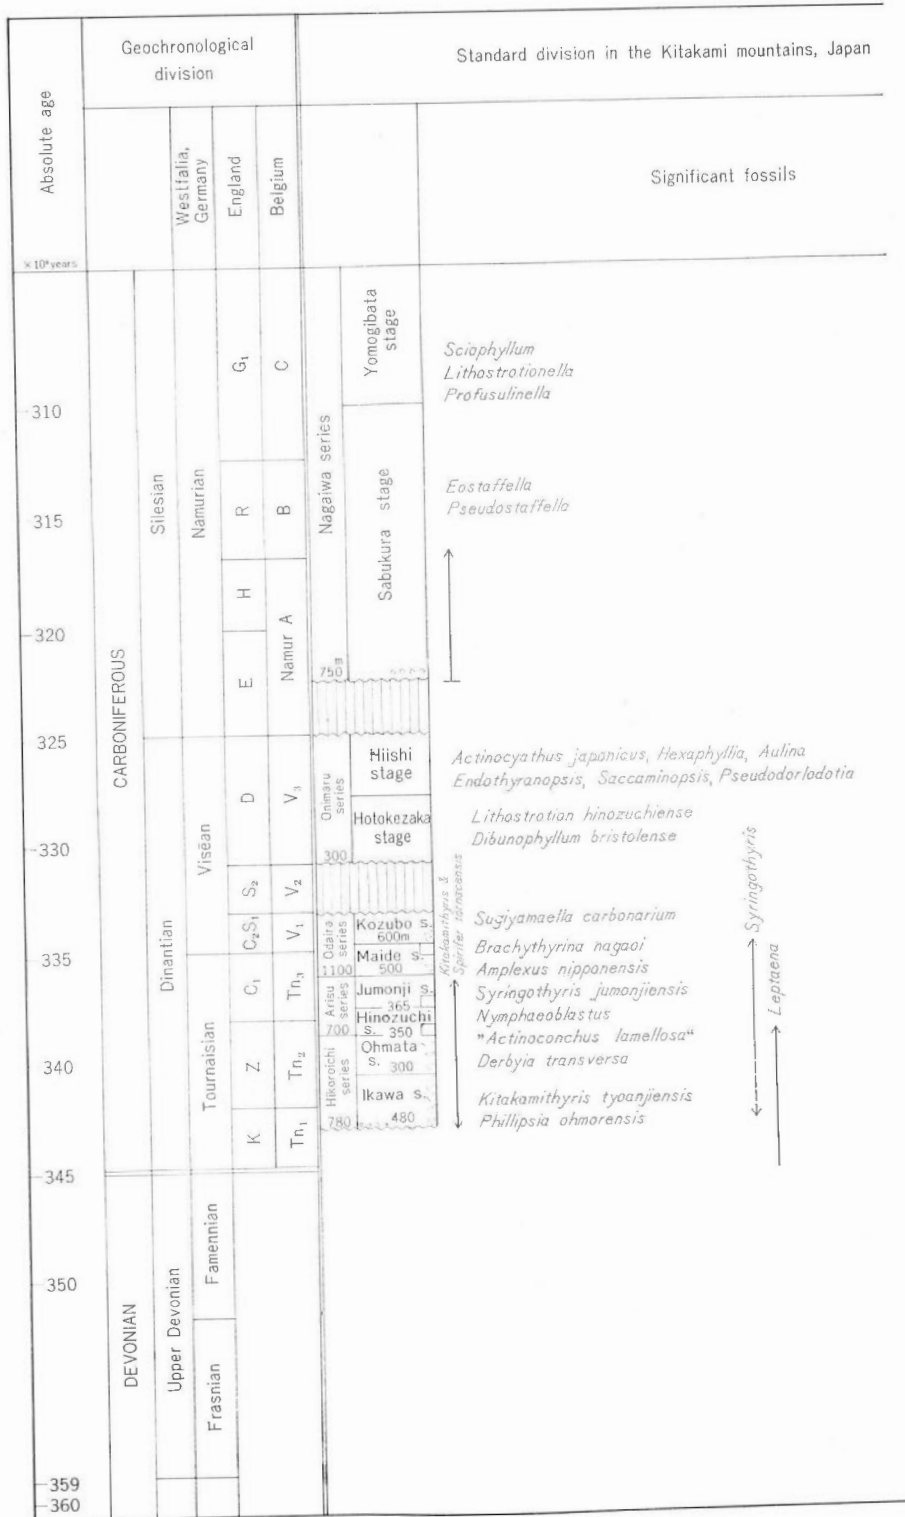 Geochronological
division
Standard division in the Kitakami mountains, Japan
Absolute age
×10⁶ years
Westfalia,
Germany
England
Belgium
Significant fossils
CARBONIFEROUS
DEVONIAN
Silesian
Dinantian
Upper Devonian
Namurian
Viséan
Tournaisian
Famennian
Frasnian
G₁
R
H
E
D
S₂
C₂S₁
C₁
Z
K
C
B
Namur A
V₃
V₂
V₁
Tn₃
Tn₂
Tn₁
310
315
320
325
330
335
340
345
350
359
360
Nagaiwa series
750m
Yomogibata
stage
Sabukura stage
Onimaru
series
300
Hiishi
stage
Hotokezaka
stage
Odaira
series
1100
Kozubo s.
600m
Maide s.
500
Arisu
series
700
Jumonji s.
365
Hinozuchi
s. 350
Hikoroichi
series
780
Ohmata
s. 300
Ikawa s.
480
Sciophyllum
Lithostrotionella
Profusulinella
Eostaffella
Pseudostaffella
Actinocyathus japonicus, Hexaphyllia, Aulina
Endothyranopsis, Saccaminopsis, Pseudodorlodotia
Lithostrotion hinozuchiense
Dibunophyllum bristolense
Sugiyamaella carbonarium
Brachythyrina nagaoi
Amplexus nipponensis
Syringothyris jumonjiensis
Nymphaeoblastus
"Actinoconchus lamellosa"
Derbyia transversa
Kitakamithyris tyoanjiensis
Phillipsia ohmorensis
Kitakamithyris &
Spirifer tornacensis
Syringothyris
Leptaena